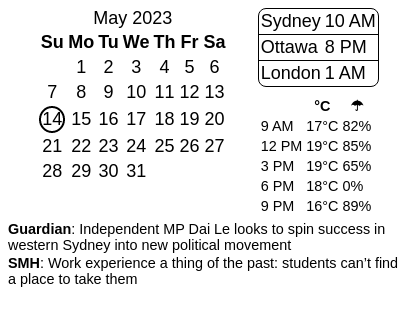 May 2023
Su Mo Tu We Th Fr Sa
1 2 3 4 5 6
7 8 9 10 11 12 13
14 15 16 17 18 19 20
21 22 23 24 25 26 27
28 29 30 31
Sydney 10 AM
Ottawa 8 PM
London 1 AM
°C ☂
9 AM 17°C 82%
12 PM 19°C 85%
3 PM 19°C 65%
6 PM 18°C 0%
9 PM 16°C 89%
Guardian: Independent MP Dai Le looks to spin success in
western Sydney into new political movement
SMH: Work experience a thing of the past: students can’t find
a place to take them